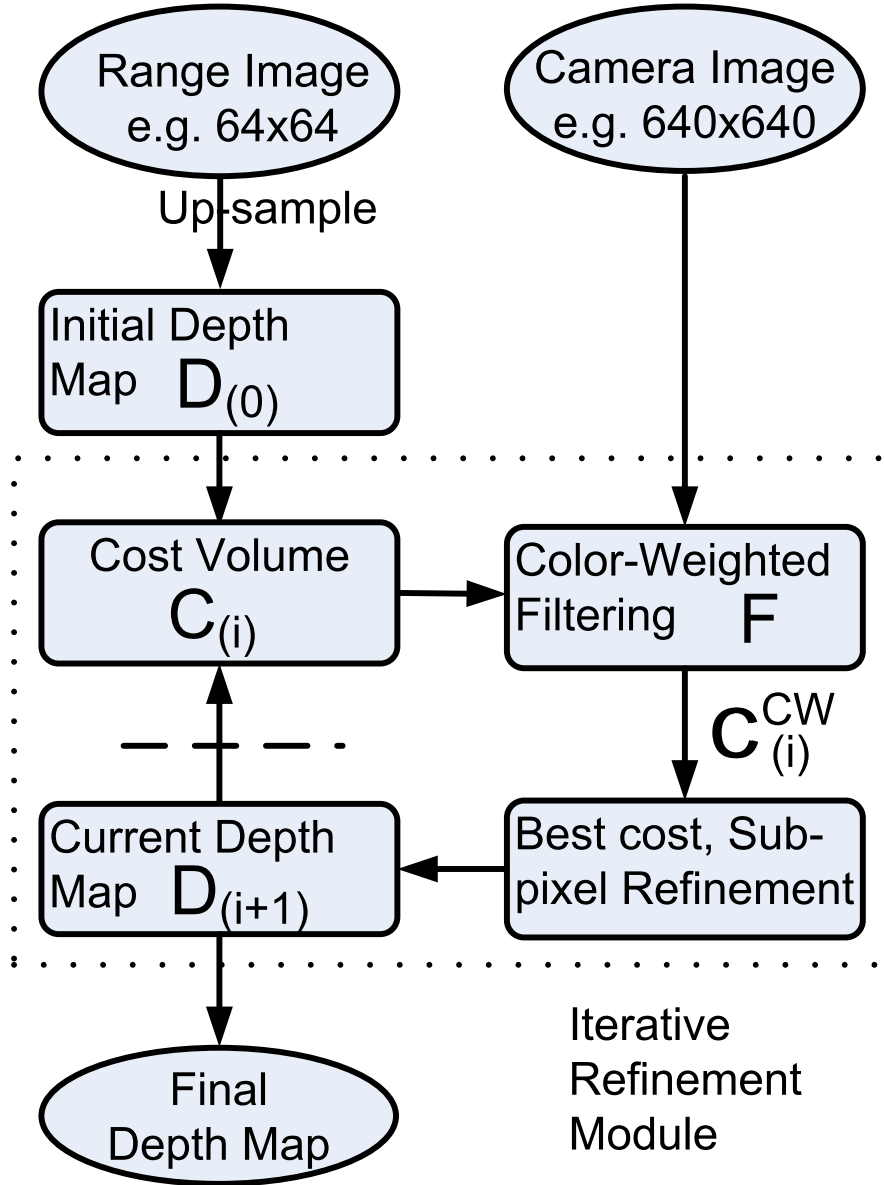 Range Image
e.g. 64x64
Camera Image
e.g. 640x640
Up-sample
Initial Depth
Map D(0)
Cost Volume
C(i)
Color-Weighted
Filtering F
C(i)CW
Current Depth
Map D(i+1)
Best cost, Sub-
pixel Refinement
Final
Depth Map
Iterative
Refinement
Module